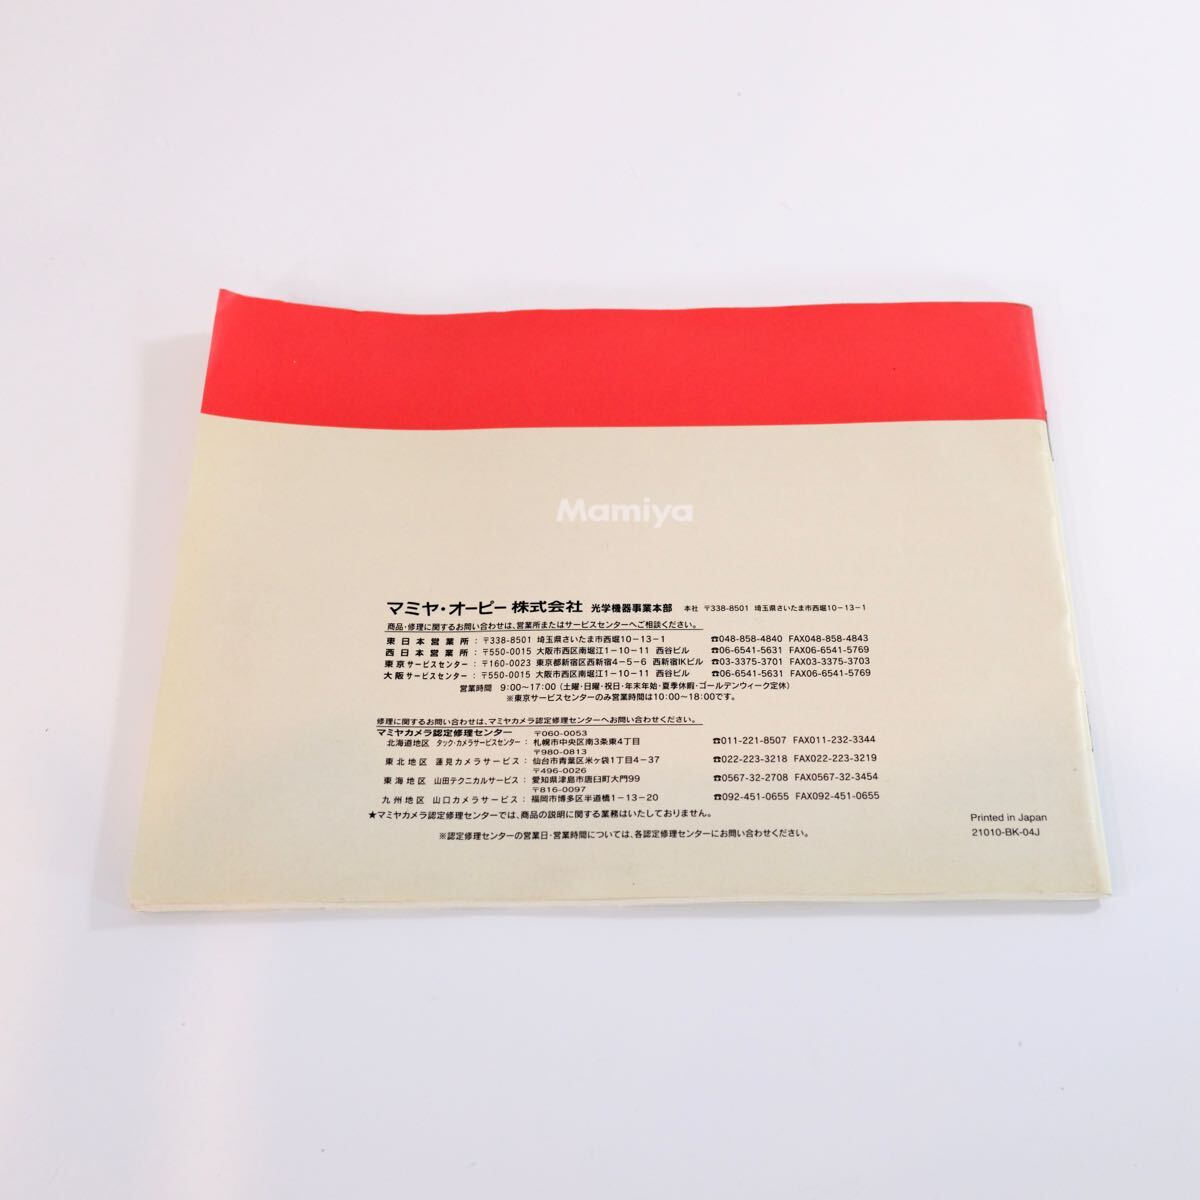 Mamiya
マミヤ・オーピー株式会社 光学機器事業本部 本社 〒338-8501 埼玉県さいたま市西堀10-13-1
商品・修理に関するお問い合わせは、営業所またはサービスセンターへご相談ください。
東日本営業所：〒338-8501 埼玉県さいたま市西堀10-13-1 ☎048-858-4840 FAX048-858-4843
西日本営業所：〒550-0015 大阪市西区南堀江1-10-11 西谷ビル ☎06-6541-5631 FAX06-6541-5769
東京サービスセンター：〒160-0023 東京都新宿区西新宿4-5-6 西新宿IKビル ☎03-3375-3701 FAX03-3375-3703
大阪サービスセンター：〒550-0015 大阪市西区南堀江1-10-11 西谷ビル ☎06-6541-5631 FAX06-6541-5769
営業時間 9:00~17:00（土曜・日曜・祝日・年末年始・夏季休暇・ゴールデンウィーク定休）
※東京サービスセンターのみ営業時間は10:00~18:00です。
修理に関するお問い合わせは、マミヤカメラ認定修理センターへお問い合わせください。
マミヤカメラ認定修理センター 〒060-0053
北海道地区 タック・カメラサービスセンター：札幌市中央区南3条東4丁目 ☎011-221-8507 FAX011-232-3344
〒980-0813
東北地区 蓮見カメラサービス：仙台市青葉区米ヶ袋1丁目4-37 ☎022-223-3218 FAX022-223-3219
〒496-0026
東海地区 山田テクニカルサービス：愛知県津島市唐臼町大門99 ☎0567-32-2708 FAX0567-32-3454
〒816-0097
九州地区 山口カメラサービス：福岡市博多区半道橋1-13-20 ☎092-451-0655 FAX092-451-0655
★マミヤカメラ認定修理センターでは、商品の説明に関する業務はいたしておりません。
※認定修理センターの営業日・営業時間については、各認定修理センターにお問い合わせください。
Printed in Japan
21010-BK-04J